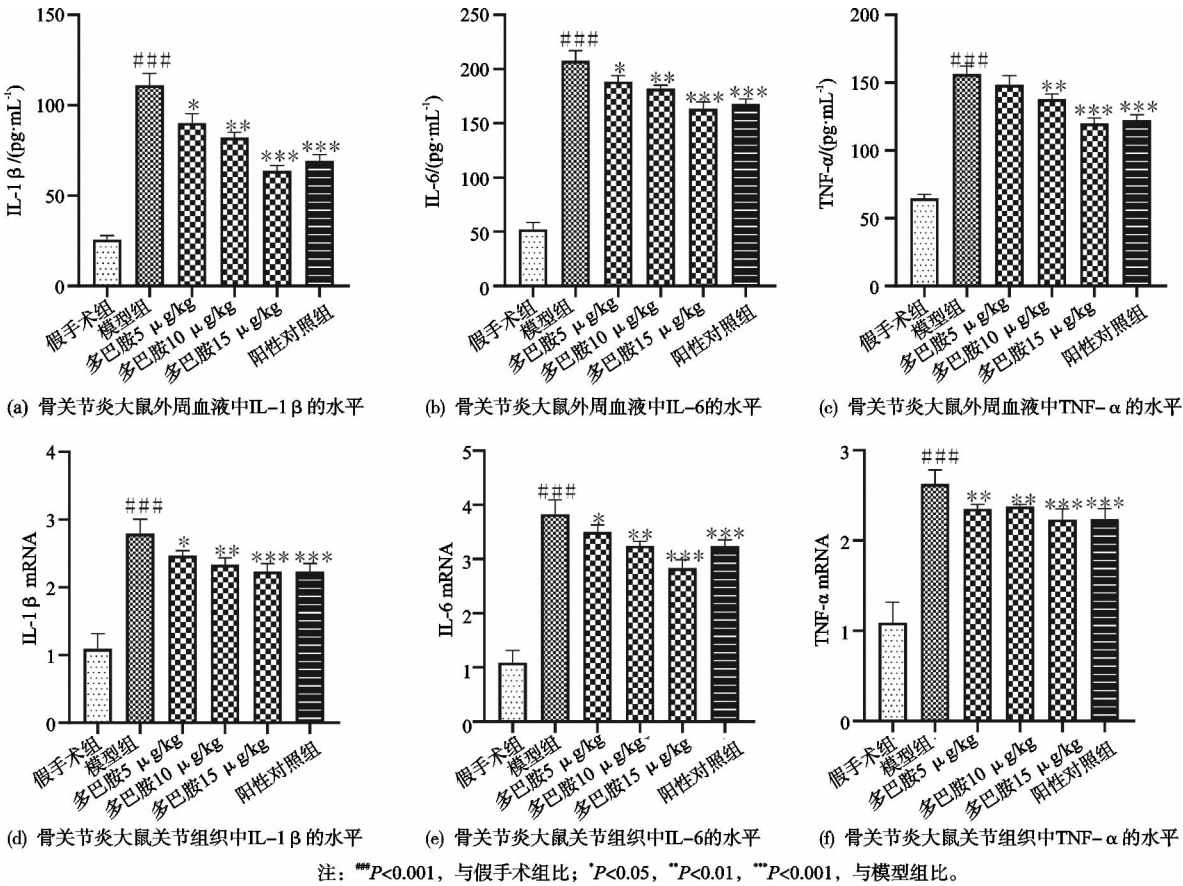 150
100
50
0
IL-1β/(pg·mL⁻¹)
###
*
**
***
***
假手术组
模型组
多巴胺5 μg/kg
多巴胺10 μg/kg
多巴胺15 μg/kg
阳性对照组
(a) 骨关节炎大鼠外周血液中IL-1β的水平
250
200
150
100
50
0
IL-6/(pg·mL⁻¹)
###
*
**
***
***
假手术组
模型组
多巴胺5 μg/kg
多巴胺10 μg/kg
多巴胺15 μg/kg
阳性对照组
(b) 骨关节炎大鼠外周血液中IL-6的水平
200
150
100
50
0
TNF-α/(pg·mL⁻¹)
###
**
***
***
假手术组
模型组
多巴胺5 μg/kg
多巴胺10 μg/kg
多巴胺15 μg/kg
阳性对照组
(c) 骨关节炎大鼠外周血液中TNF-α的水平
4
3
2
1
0
IL-1β mRNA
###
*
**
***
***
假手术组
模型组
多巴胺5 μg/kg
多巴胺10 μg/kg
多巴胺15 μg/kg
阳性对照组
(d) 骨关节炎大鼠关节组织中IL-1β的水平
5
4
3
2
1
0
IL-6 mRNA
###
*
**
***
***
假手术组
模型组
多巴胺5 μg/kg
多巴胺10 μg/kg
多巴胺15 μg/kg
阳性对照组
(e) 骨关节炎大鼠关节组织中IL-6的水平
3
2
1
0
TNF-α mRNA
###
**
**
***
***
假手术组
模型组
多巴胺5 μg/kg
多巴胺10 μg/kg
多巴胺15 μg/kg
阳性对照组
(f) 骨关节炎大鼠关节组织中TNF-α的水平
注：###P<0.001，与假手术组比；*P<0.05，**P<0.01，***P<0.001，与模型组比。